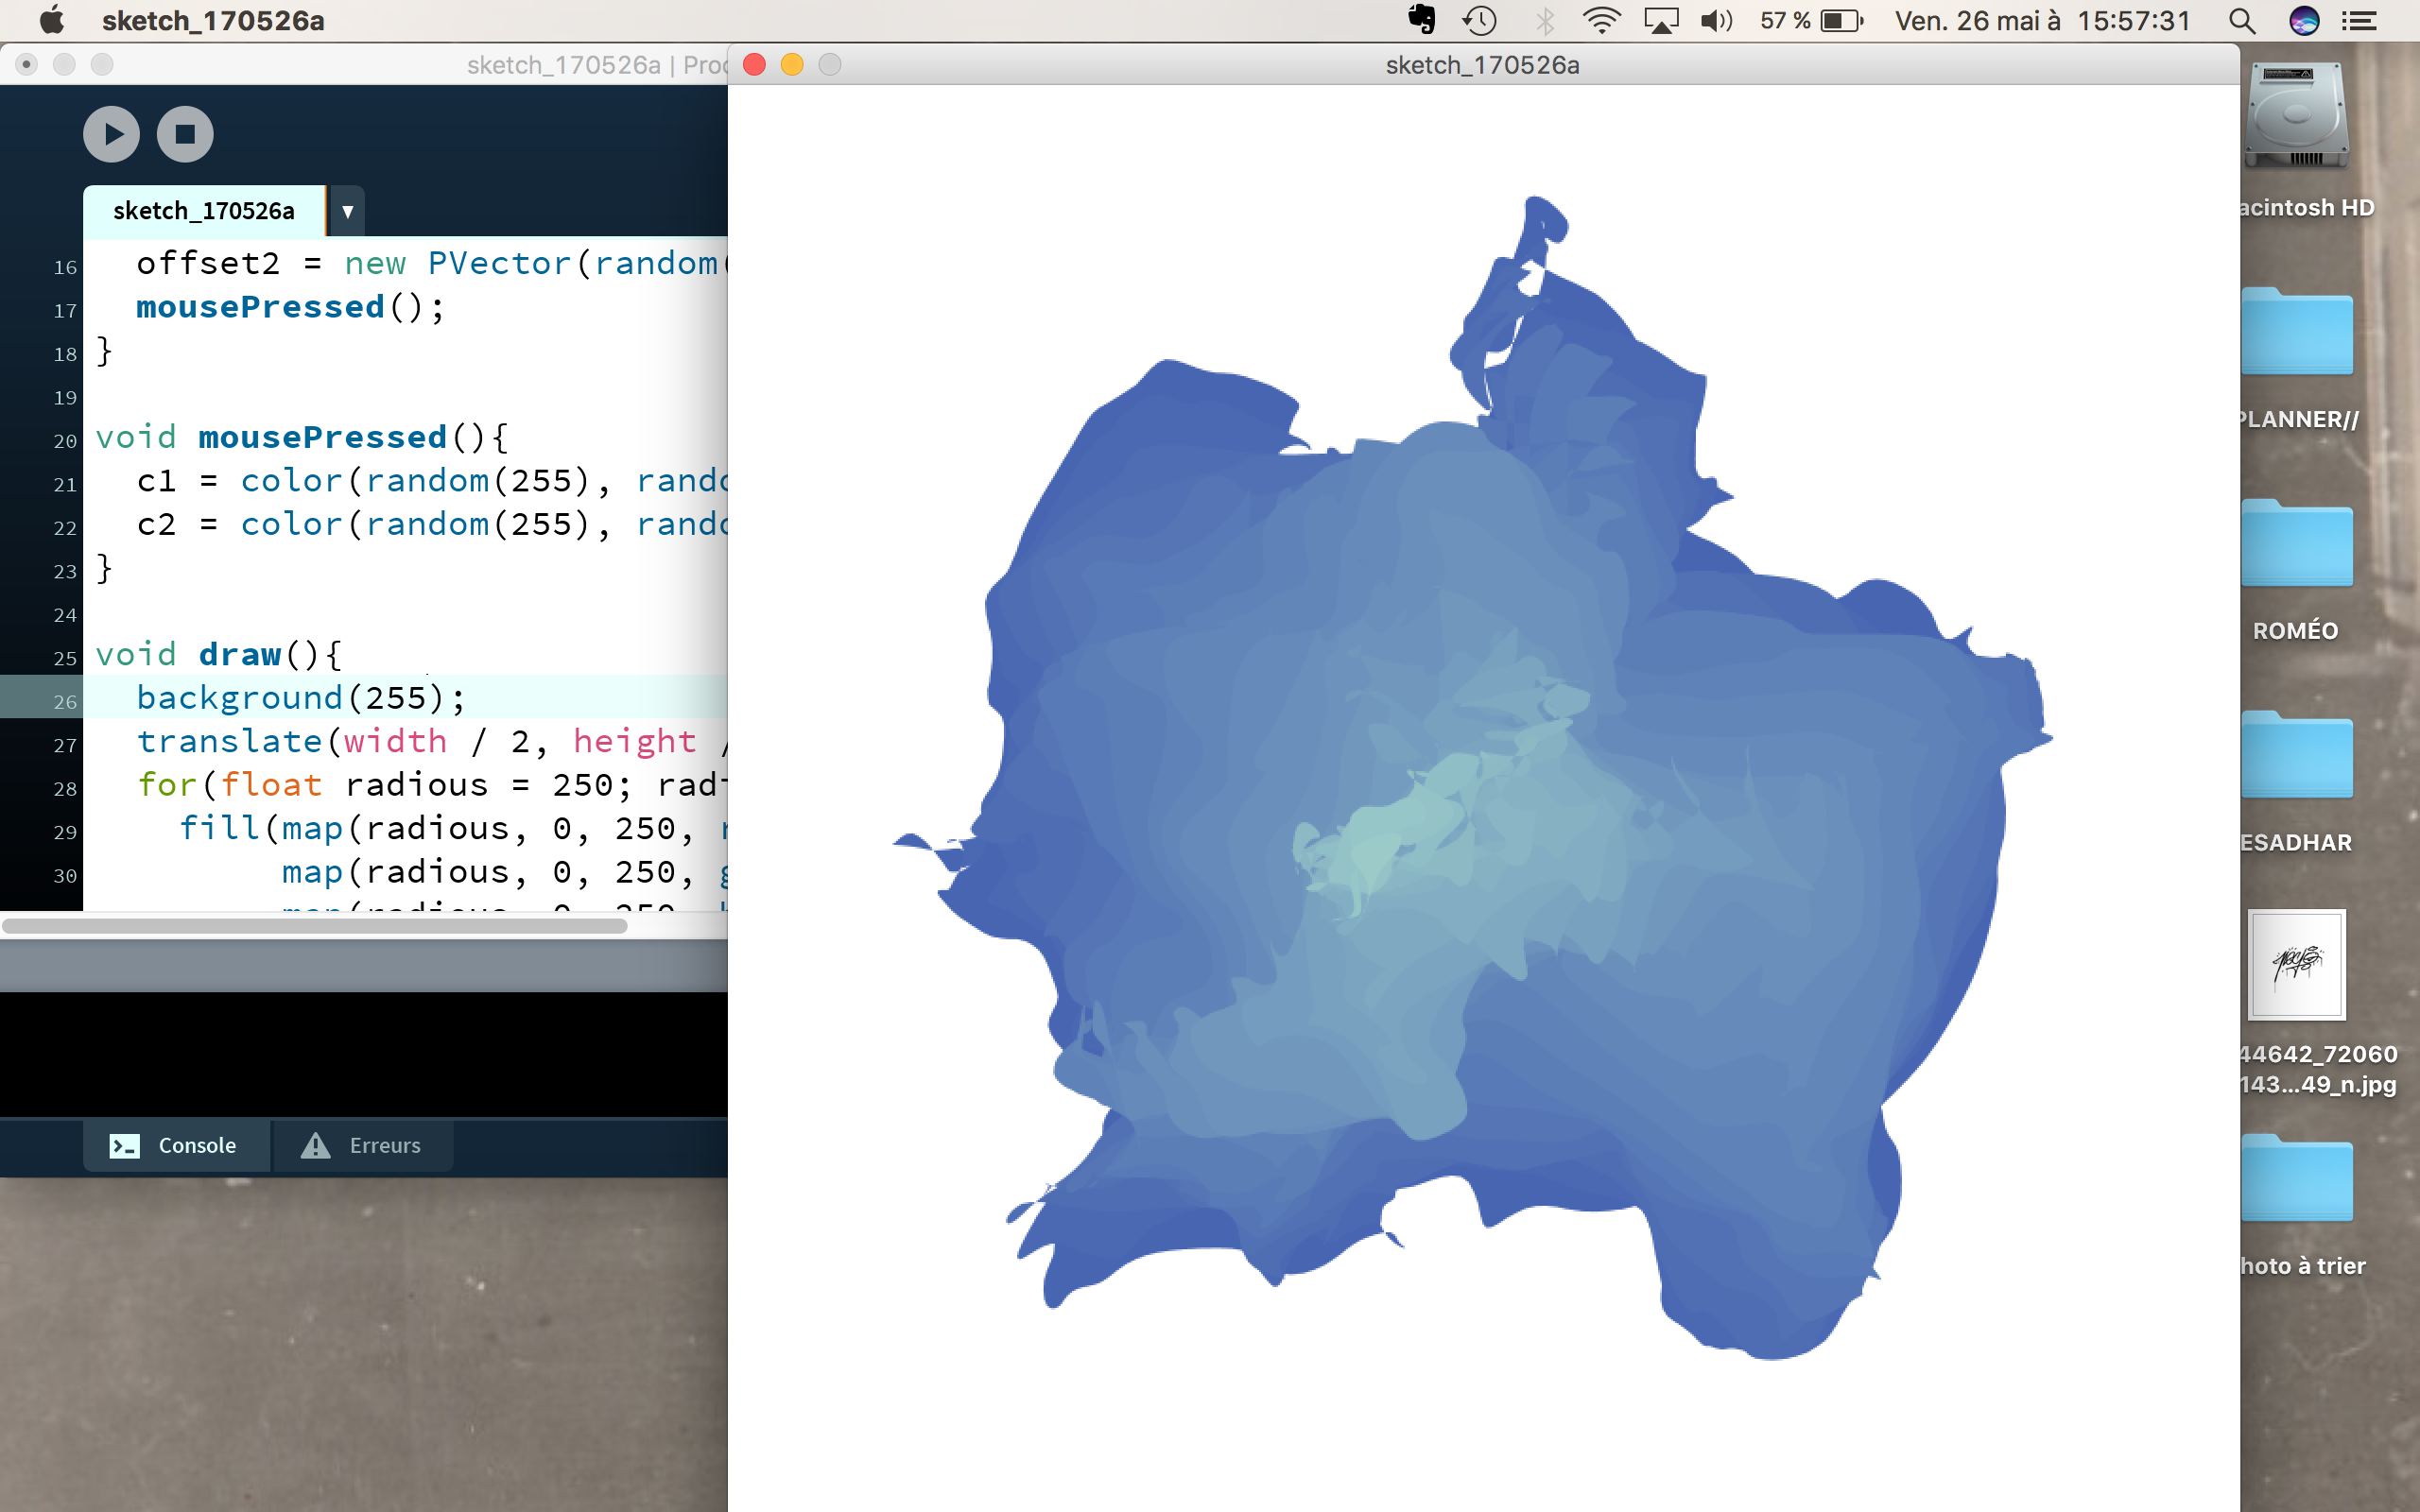 sketch_170526a
57 %
Ven. 26 mai à 15:57:31
sketch_170526a | Proc
sketch_170526a
sketch_170526a
16 offset2 = new PVector(random(
17 mousePressed();
18 }
19
20 void mousePressed(){
21 c1 = color(random(255), rando
22 c2 = color(random(255), rando
23 }
24
25 void draw(){
26 background(255);
27 translate(width / 2, height /
28 for(float radious = 250; radi
29 fill(map(radious, 0, 250, r
30 map(radious, 0, 250, g
map(radious, 0, 250, b
Console
Erreurs
acintosh HD
PLANNER//
ROMÉO
ESADHAR
44642_72060
143...49_n.jpg
hoto à trier